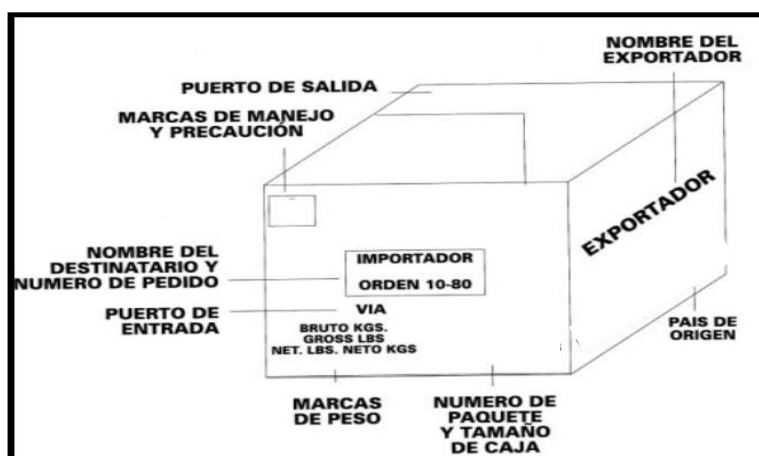 NOMBRE DEL
EXPORTADOR
PUERTO DE SALIDA
MARCAS DE MANEJO
Y PRECAUCIÓN
EXPORTADOR
NOMBRE DEL
DESTINATARIO Y
NUMERO DE PEDIDO
IMPORTADOR
ORDEN 10-80
PUERTO DE
ENTRADA
VIA
BRUTO KGS.
GROSS LBS
NET. LBS. NETO KGS
PAIS DE
ORIGEN
MARCAS
DE PESO
NUMERO DE
PAQUETE
Y TAMAÑO
DE CAJA